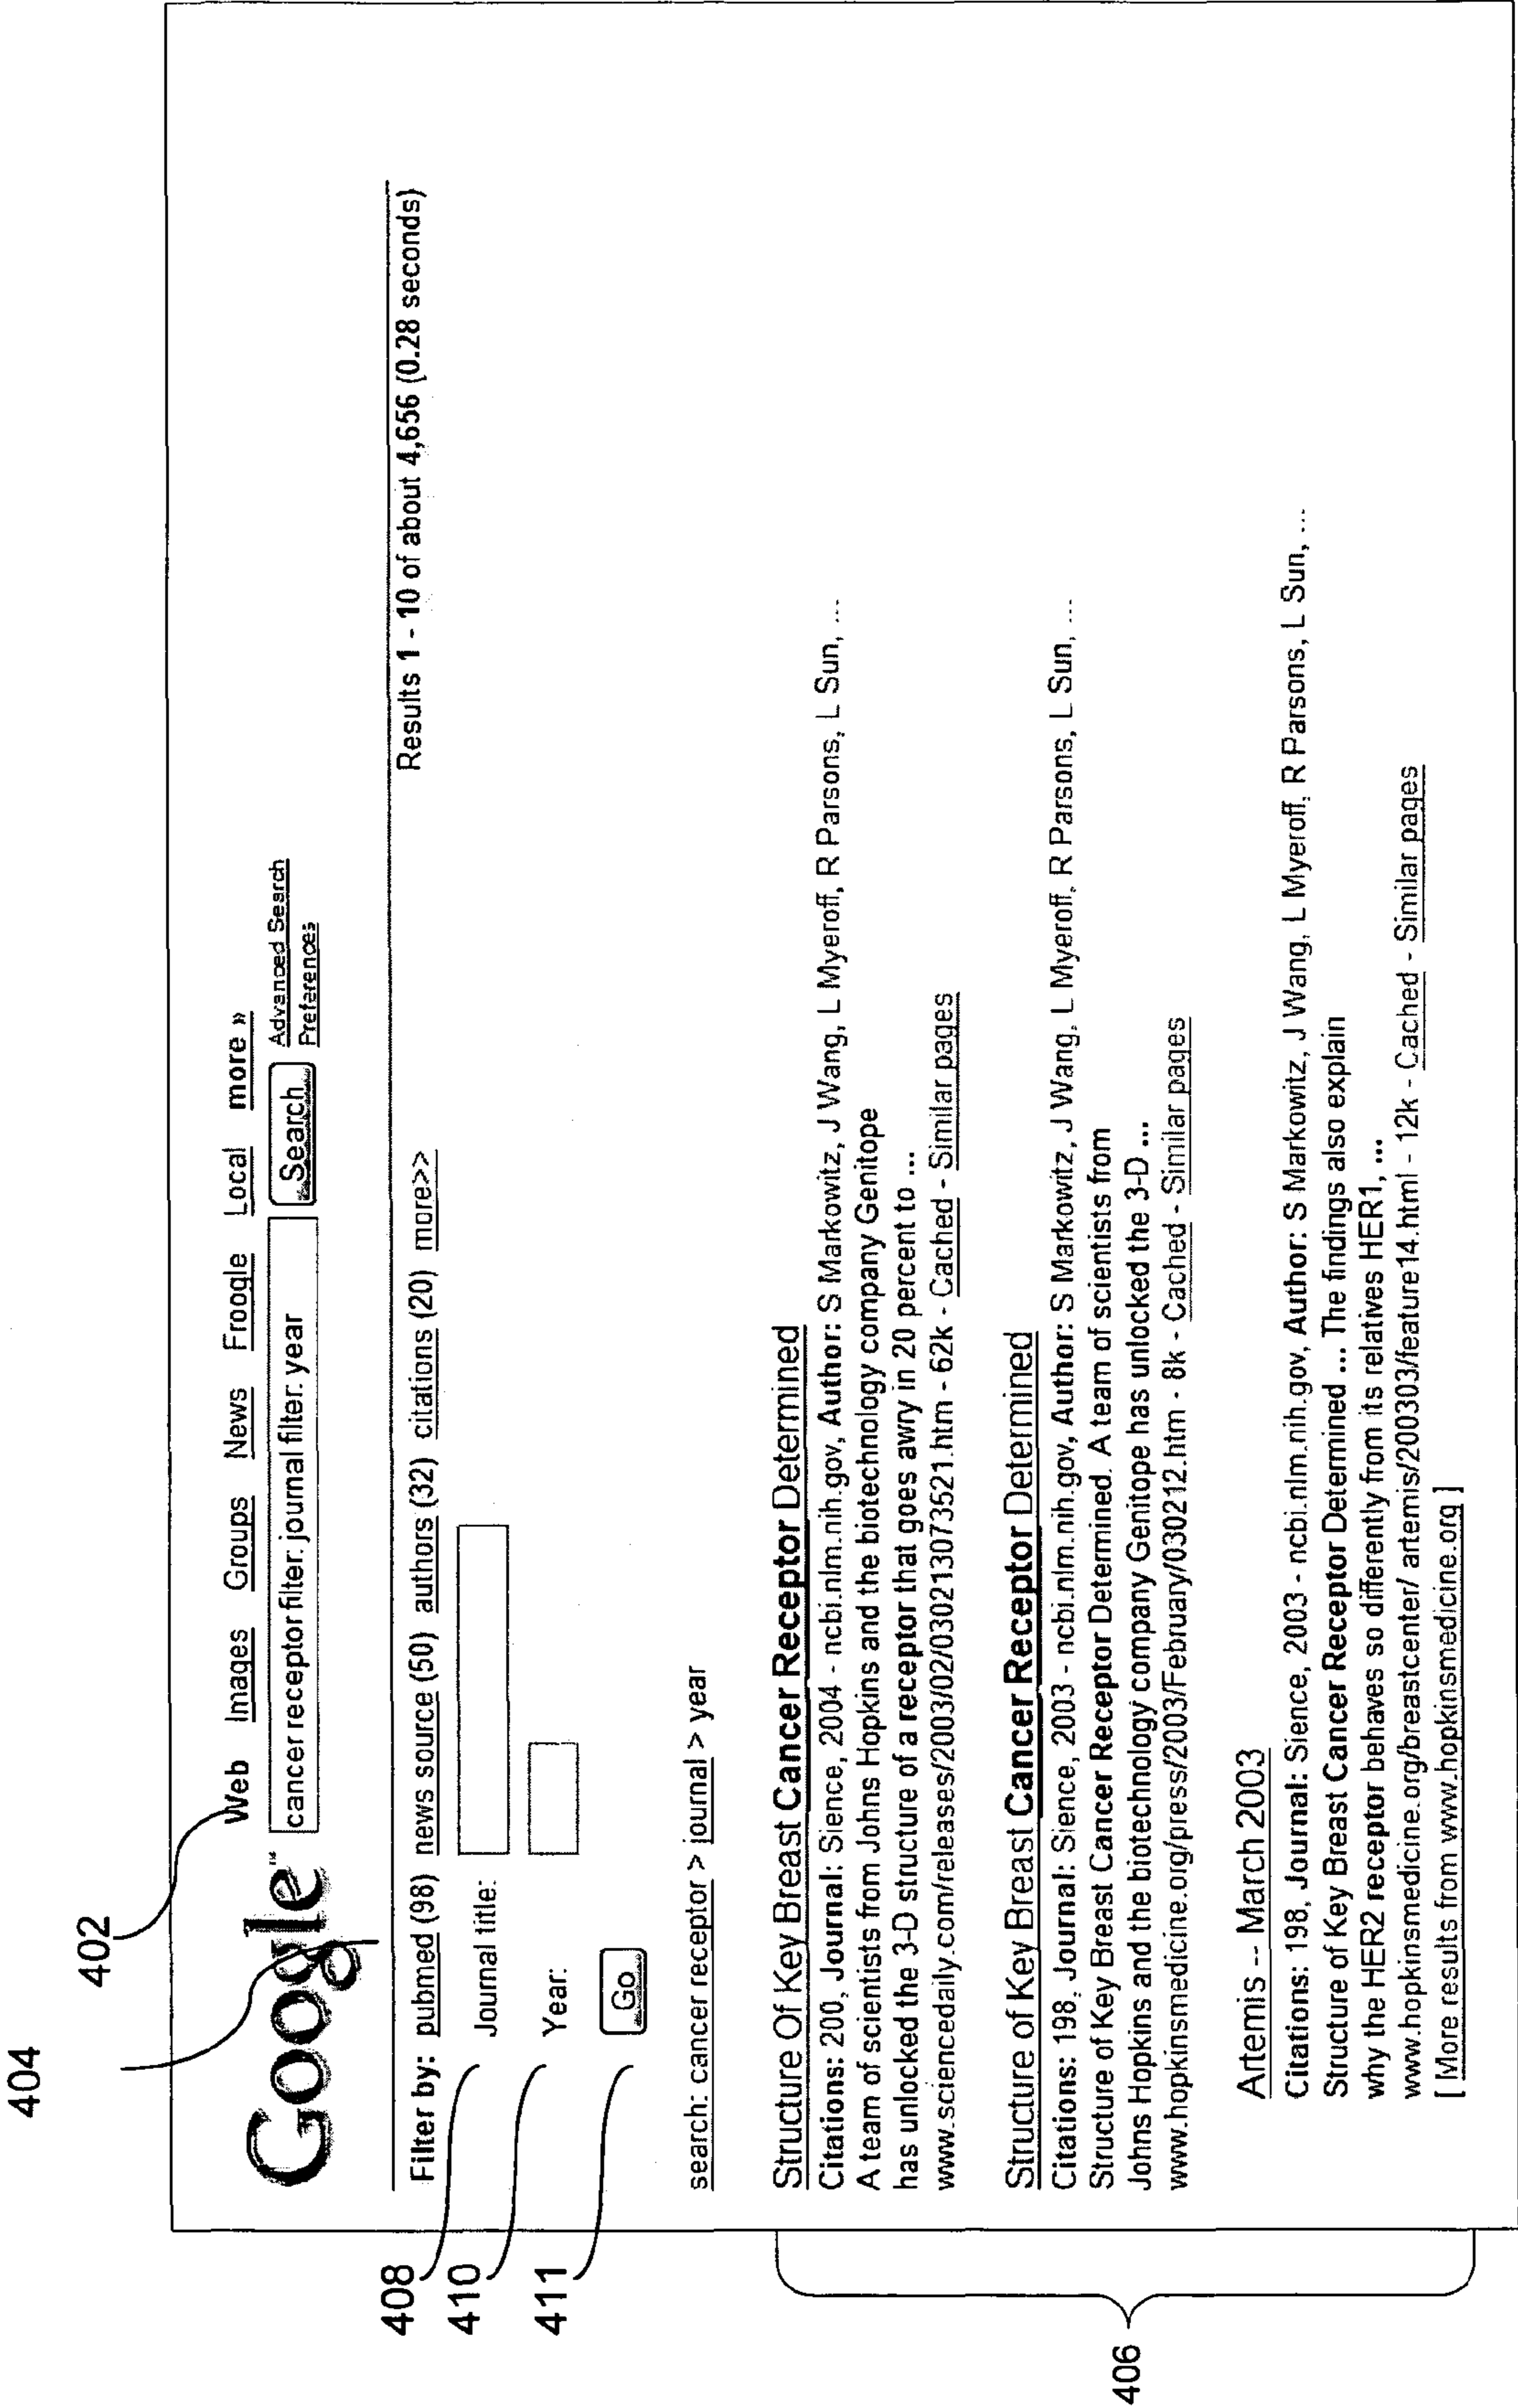 404
402
Web Images Groups News Froogle Local more »
Google™ cancer receptor filter: journal filter: year Search Advanced Search
Preferences
Filter by: pubmed (98) news source (50) authors (32) citations (20) more>> Results 1 - 10 of about 4,656 (0.28 seconds)
408 Journal title:
410 Year:
411 Go
search: cancer receptor > journal > year
406
Structure Of Key Breast Cancer Receptor Determined
Citations: 200, Journal: Sience, 2004 - ncbi.nlm.nih.gov, Author: S Markowitz, J Wang, L Myeroff, R Parsons, L Sun, ...
A team of scientists from Johns Hopkins and the biotechnology company Genitope
has unlocked the 3-D structure of a receptor that goes awry in 20 percent to ...
www.sciencedaily.com/releases/2003/02/030213073521.htm - 62k - Cached - Similar pages
Structure of Key Breast Cancer Receptor Determined
Citations: 198, Journal: Sience, 2003 - ncbi.nlm.nih.gov, Author: S Markowitz, J Wang, L Myeroff, R Parsons, L Sun, ...
Structure of Key Breast Cancer Receptor Determined. A team of scientists from
Johns Hopkins and the biotechnology company Genitope has unlocked the 3-D ...
www.hopkinsmedicine.org/press/2003/February/030212.htm - 8k - Cached - Similar pages
Artemis -- March 2003
Citations: 198, Journal: Sience, 2003 - ncbi.nlm.nih.gov, Author: S Markowitz, J Wang, L Myeroff, R Parsons, L Sun, ...
Structure of Key Breast Cancer Receptor Determined ... The findings also explain
why the HER2 receptor behaves so differently from its relatives HER1, ...
www.hopkinsmedicine.org/breastcenter/ artemis/200303/feature14.html - 12k - Cached - Similar pages
[ More results from www.hopkinsmedicine.org ]